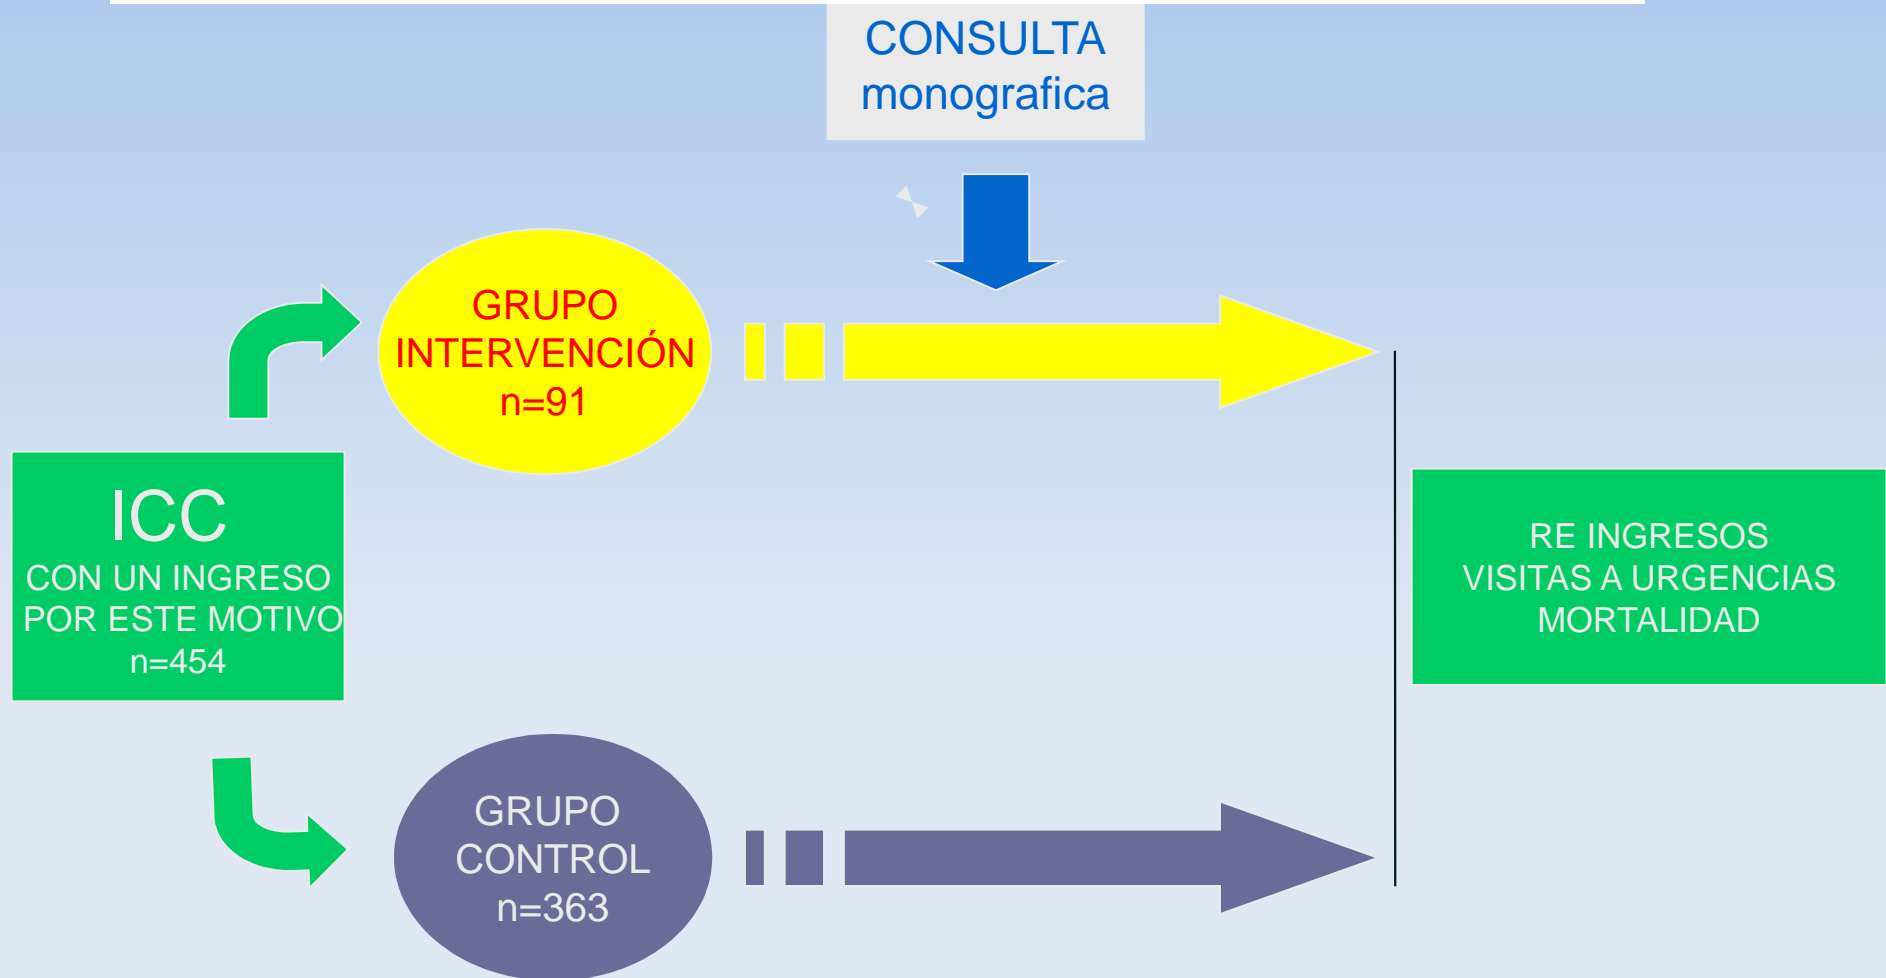 CONSULTA
monografica
GRUPO
INTERVENCIÓN
n=91
ICC
CON UN INGRESO
POR ESTE MOTIVO
n=454
RE INGRESOS
VISITAS A URGENCIAS
MORTALIDAD
GRUPO
CONTROL
n=363